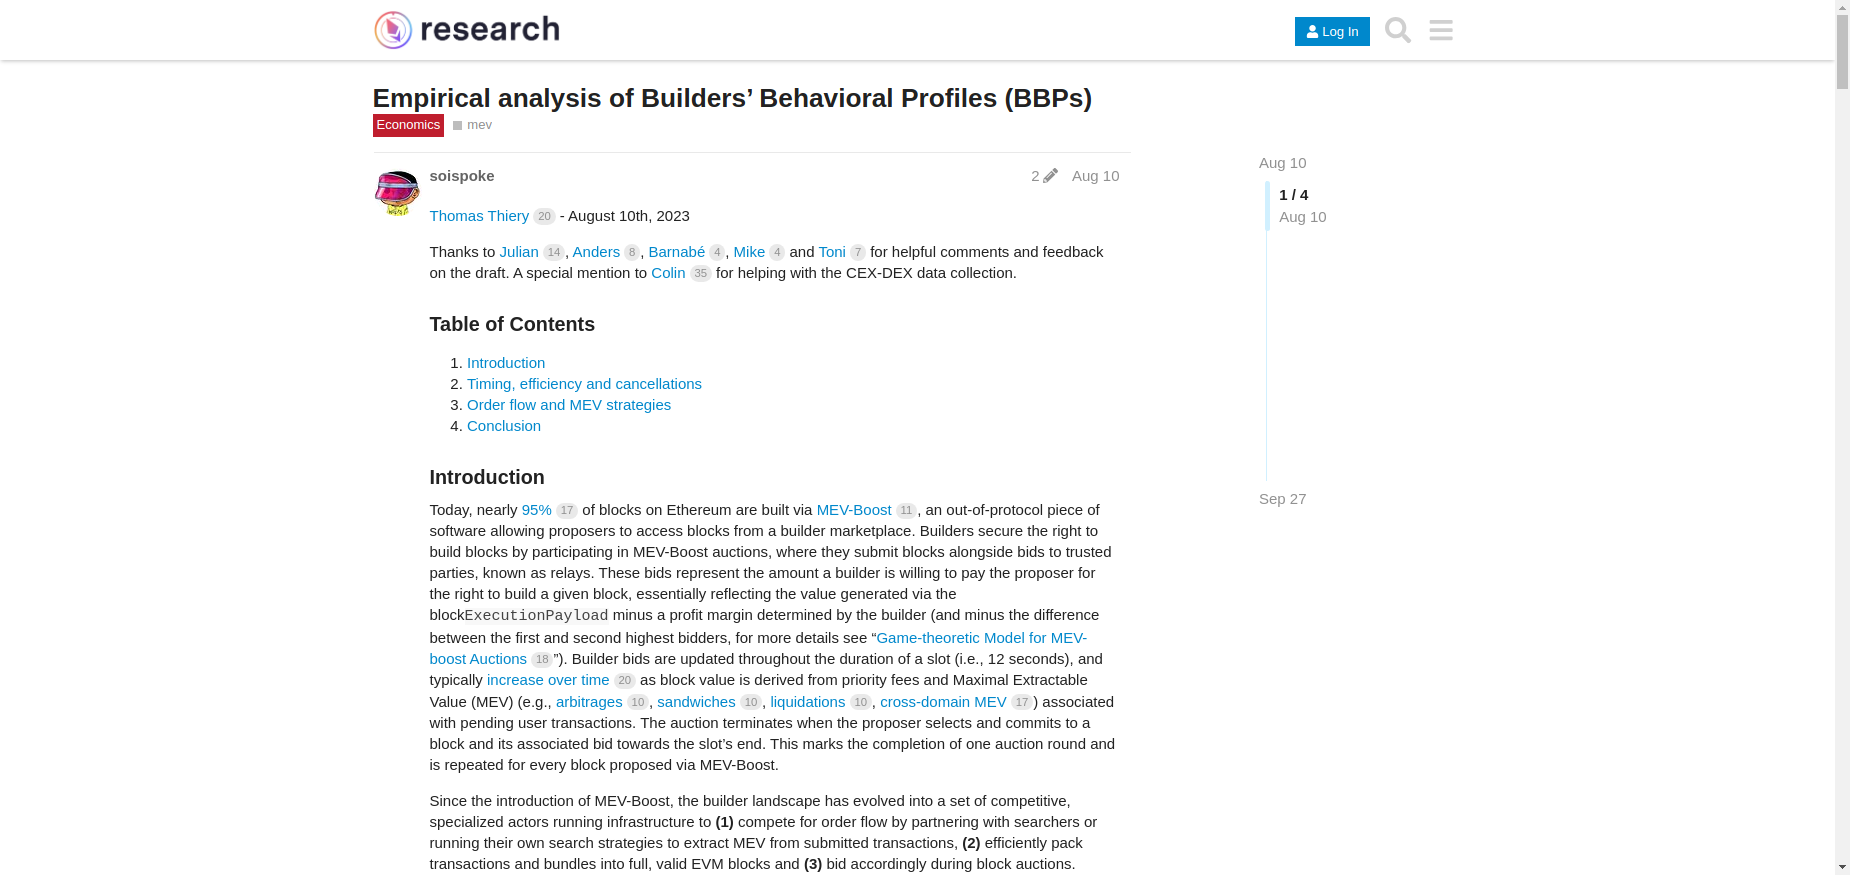 research
Log In
Empirical analysis of Builders’ Behavioral Profiles (BBPs)
Economics mev
soispoke 2 Aug 10
Thomas Thiery 20 - August 10th, 2023
Thanks to Julian 14, Anders 8, Barnabé 4, Mike 4 and Toni 7 for helpful comments and feedback
on the draft. A special mention to Colin 35 for helping with the CEX-DEX data collection.
Table of Contents
1. Introduction
2. Timing, efficiency and cancellations
3. Order flow and MEV strategies
4. Conclusion
Introduction
Today, nearly 95% 17 of blocks on Ethereum are built via MEV-Boost 11, an out-of-protocol piece of
software allowing proposers to access blocks from a builder marketplace. Builders secure the right to
build blocks by participating in MEV-Boost auctions, where they submit blocks alongside bids to trusted
parties, known as relays. These bids represent the amount a builder is willing to pay the proposer for
the right to build a given block, essentially reflecting the value generated via the
blockExecutionPayload minus a profit margin determined by the builder (and minus the difference
between the first and second highest bidders, for more details see “Game-theoretic Model for MEV-
boost Auctions 18”). Builder bids are updated throughout the duration of a slot (i.e., 12 seconds), and
typically increase over time 20 as block value is derived from priority fees and Maximal Extractable
Value (MEV) (e.g., arbitrages 10, sandwiches 10, liquidations 10, cross-domain MEV 17) associated
with pending user transactions. The auction terminates when the proposer selects and commits to a
block and its associated bid towards the slot’s end. This marks the completion of one auction round and
is repeated for every block proposed via MEV-Boost.
Since the introduction of MEV-Boost, the builder landscape has evolved into a set of competitive,
specialized actors running infrastructure to (1) compete for order flow by partnering with searchers or
running their own search strategies to extract MEV from submitted transactions, (2) efficiently pack
transactions and bundles into full, valid EVM blocks and (3) bid accordingly during block auctions.
Aug 10
1 / 4
Aug 10
Sep 27